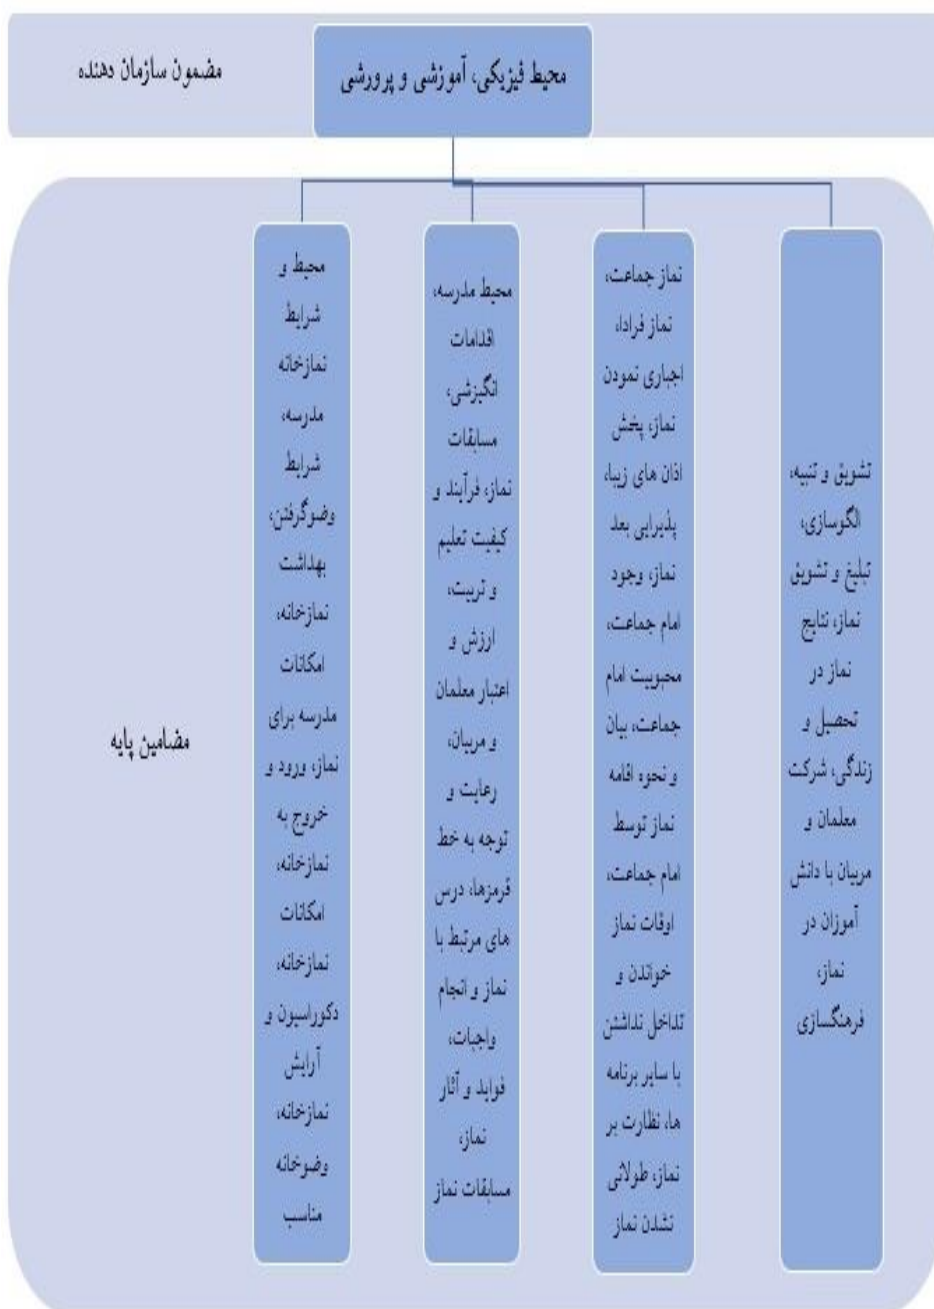 محیط فیزیکی، آموزشی و پرورشی
مضمون سازمان دهنده
تشویق و تنبیه،
الگوسازی،
تبلیغ و تشویق
نماز، نتایج
نماز در
تحصیل و
زندگی، شرکت
معلمان و
مربیان با دانش
آموزان در
نماز،
فرهنگسازی
نماز جماعت،
نماز فرادا،
اجباری نمودن
نماز، پخش
اذان های زیبا،
پذیرایی بعد
نماز، وجود
امام جماعت،
محبوبیت امام
جماعت، بیان
و نحوه اقامه
نماز توسط
امام جماعت،
اوقات نماز
خواندن و
تداخل نداشتن
با سایر برنامه
ها، نظارت بر
نماز، طولانی
نشدن نماز
محیط مدرسه،
اقدامات
انگیزشی،
مسابقات
نماز، فرآیند و
کیفیت تعلیم
و تربیت،
ارزش و
اعتبار معلمان
و مربیان،
رعایت و
توجه به خط
قرمزها، درس
های مرتبط با
نماز و انجام
واجبات،
فواید و آثار
نماز،
مسابقات نماز
محیط و
شرایط
نمازخانه
مدرسه،
شرایط
وضوگرفتن،
بهداشت
نمازخانه،
امکانات
مدرسه برای
نماز، ورود و
خروج به
نمازخانه،
امکانات
نمازخانه،
دکوراسیون و
آرایش
نمازخانه،
وضوخانه
مناسب
مضامین پایه